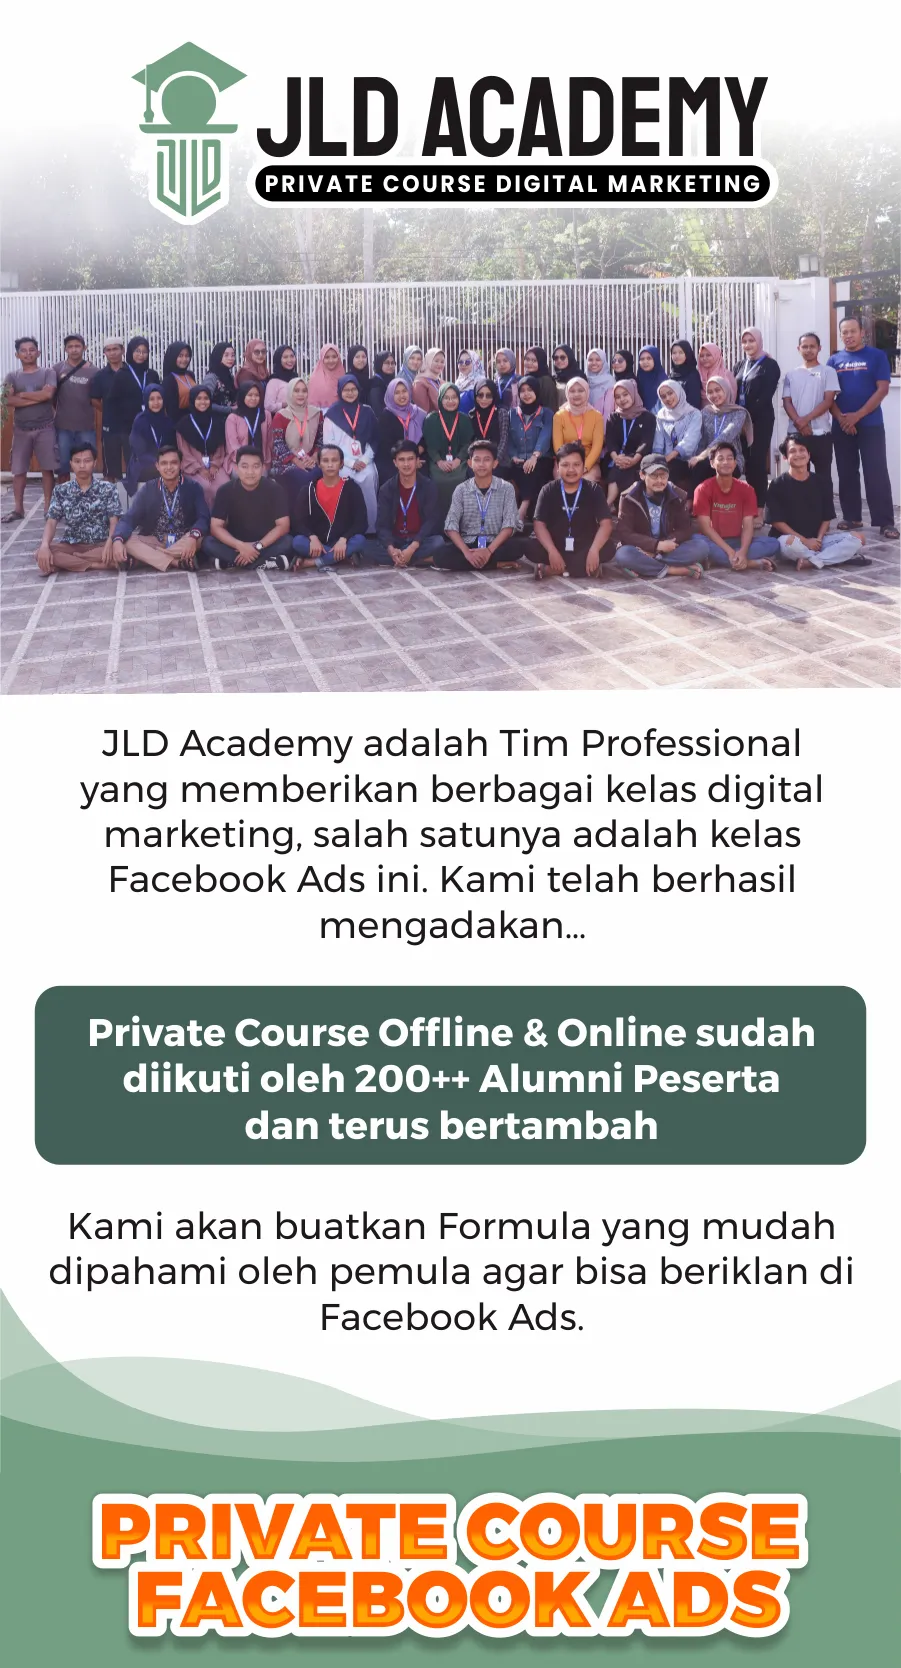 JLD
JLD ACADEMY
PRIVATE COURSE DIGITAL MARKETING
JLD Academy adalah Tim Professional
yang memberikan berbagai kelas digital
marketing, salah satunya adalah kelas
Facebook Ads ini. Kami telah berhasil
mengadakan...
Private Course Offline & Online sudah
diikuti oleh 200++ Alumni Peserta
dan terus bertambah
Kami akan buatkan Formula yang mudah
dipahami oleh pemula agar bisa beriklan di
Facebook Ads.
PRIVATE COURSE
FACEBOOK ADS